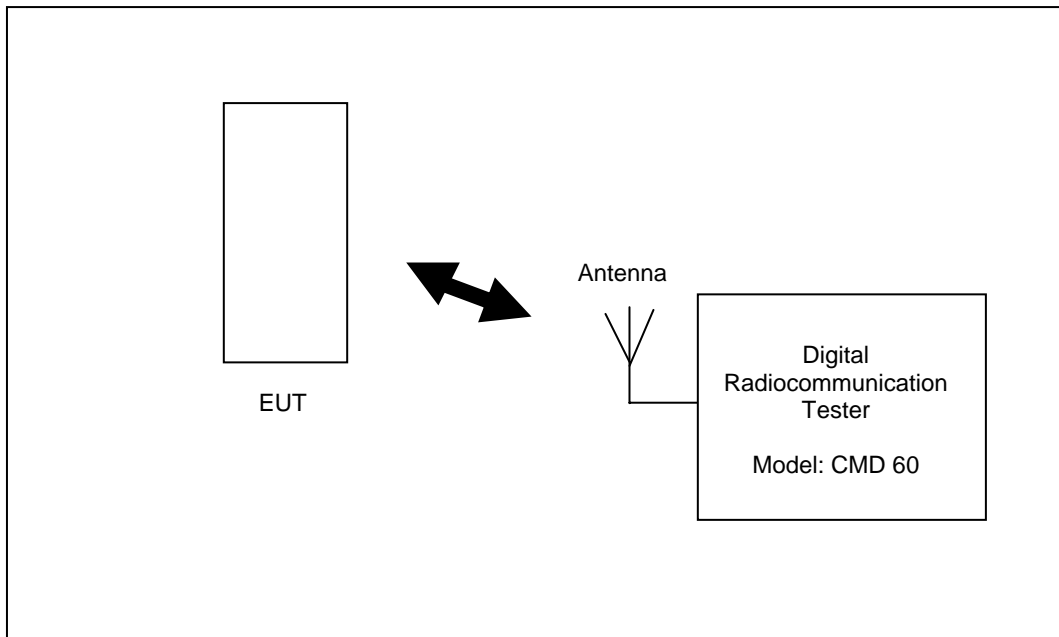 EUT
Antenna
Digital
Radiocommunication
Tester
Model: CMD 60